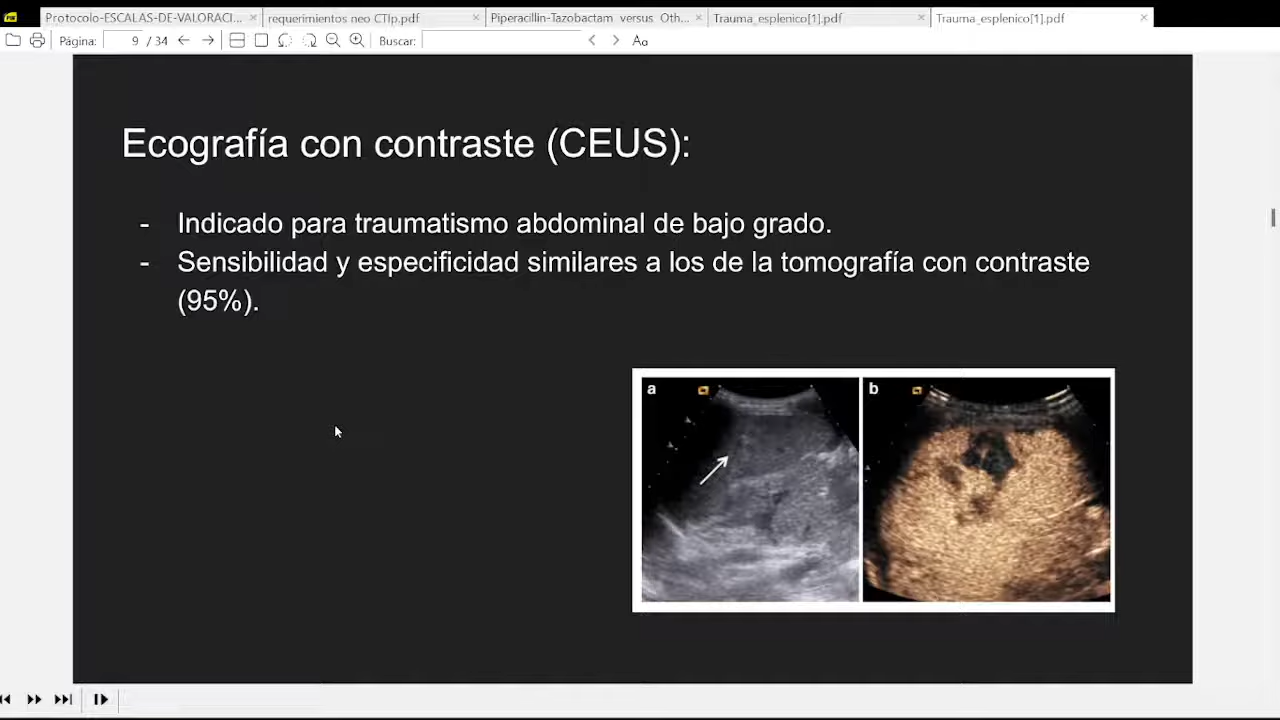 Protocolo-ESCALAS-DE-VALORACI...
requerimientos neo CTIp.pdf
Piperacillin-Tazobactam versus Oth...
Trauma_esplenico[1].pdf
Trauma_esplenico[1].pdf
Página: 9 / 34 Buscar: Aa
Ecografía con contraste (CEUS):
- Indicado para traumatismo abdominal de bajo grado.
- Sensibilidad y especificidad similares a los de la tomografía con contraste
(95%).
a
b